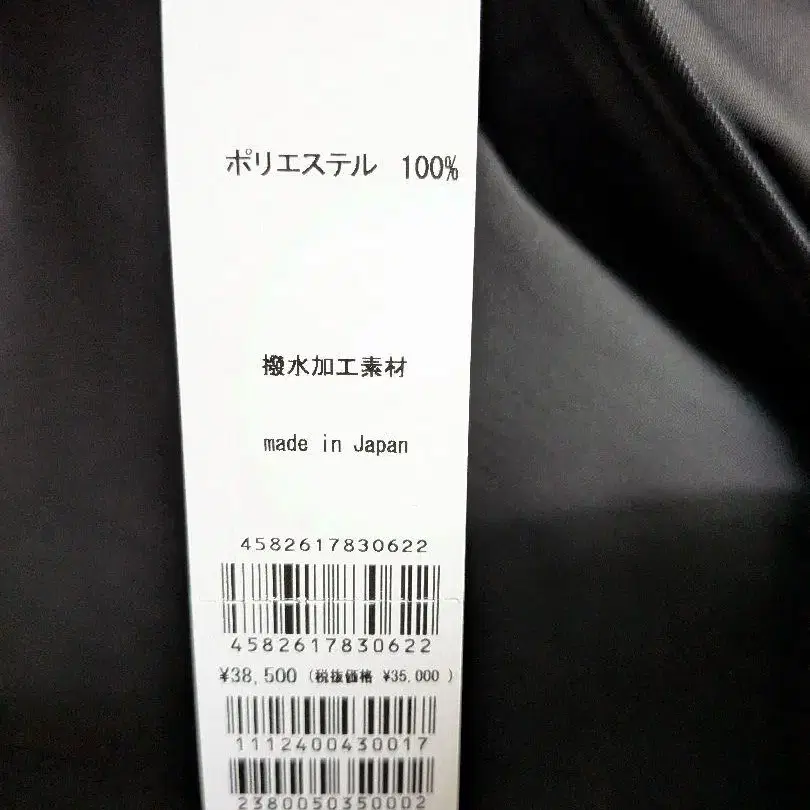 ポリエステル 100%
撥水加工素材
made in Japan
4582617830622
4582617830622
¥38,500 (税抜価格 ¥35,000 )
1112400430017
2380050350002